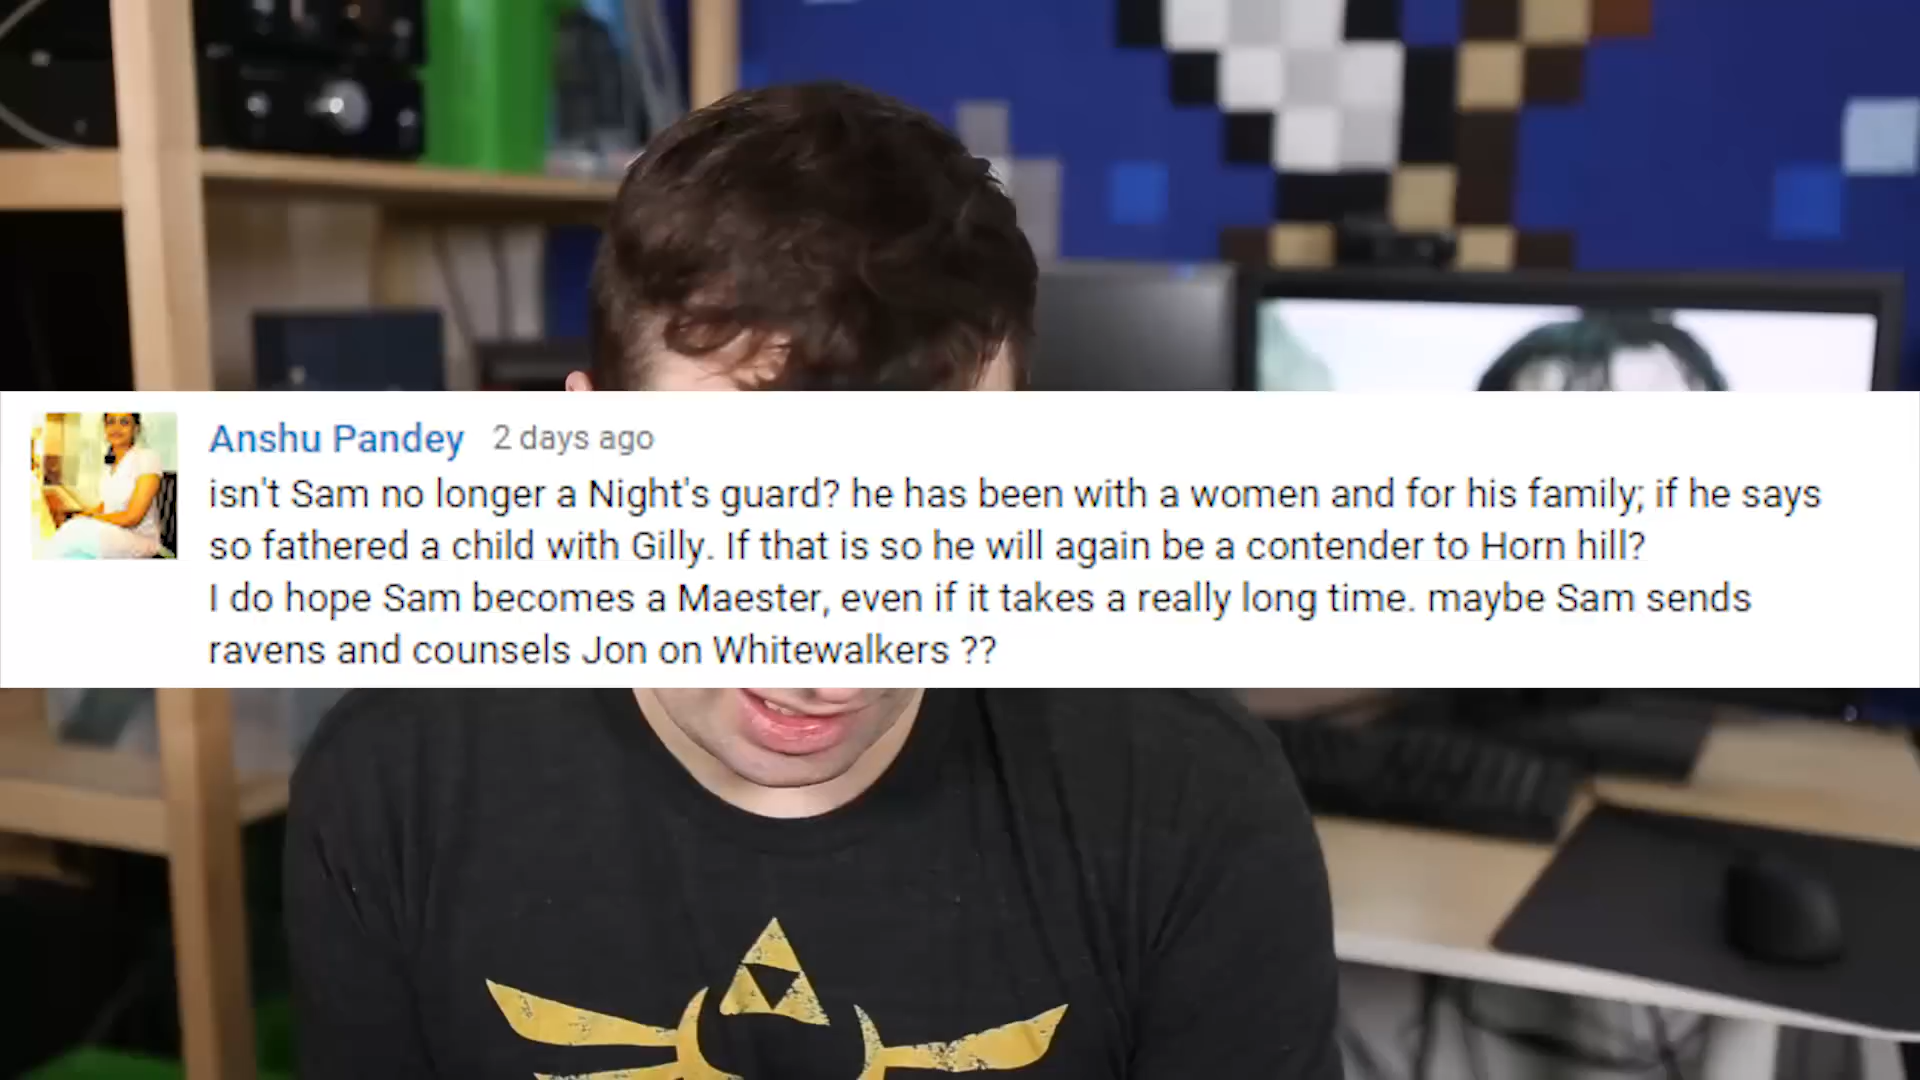 Anshu Pandey 2 days ago
isn't Sam no longer a Night's guard? he has been with a women and for his family; if he says
so fathered a child with Gilly. If that is so he will again be a contender to Horn hill?
I do hope Sam becomes a Maester, even if it takes a really long time. maybe Sam sends
ravens and counsels Jon on Whitewalkers ??